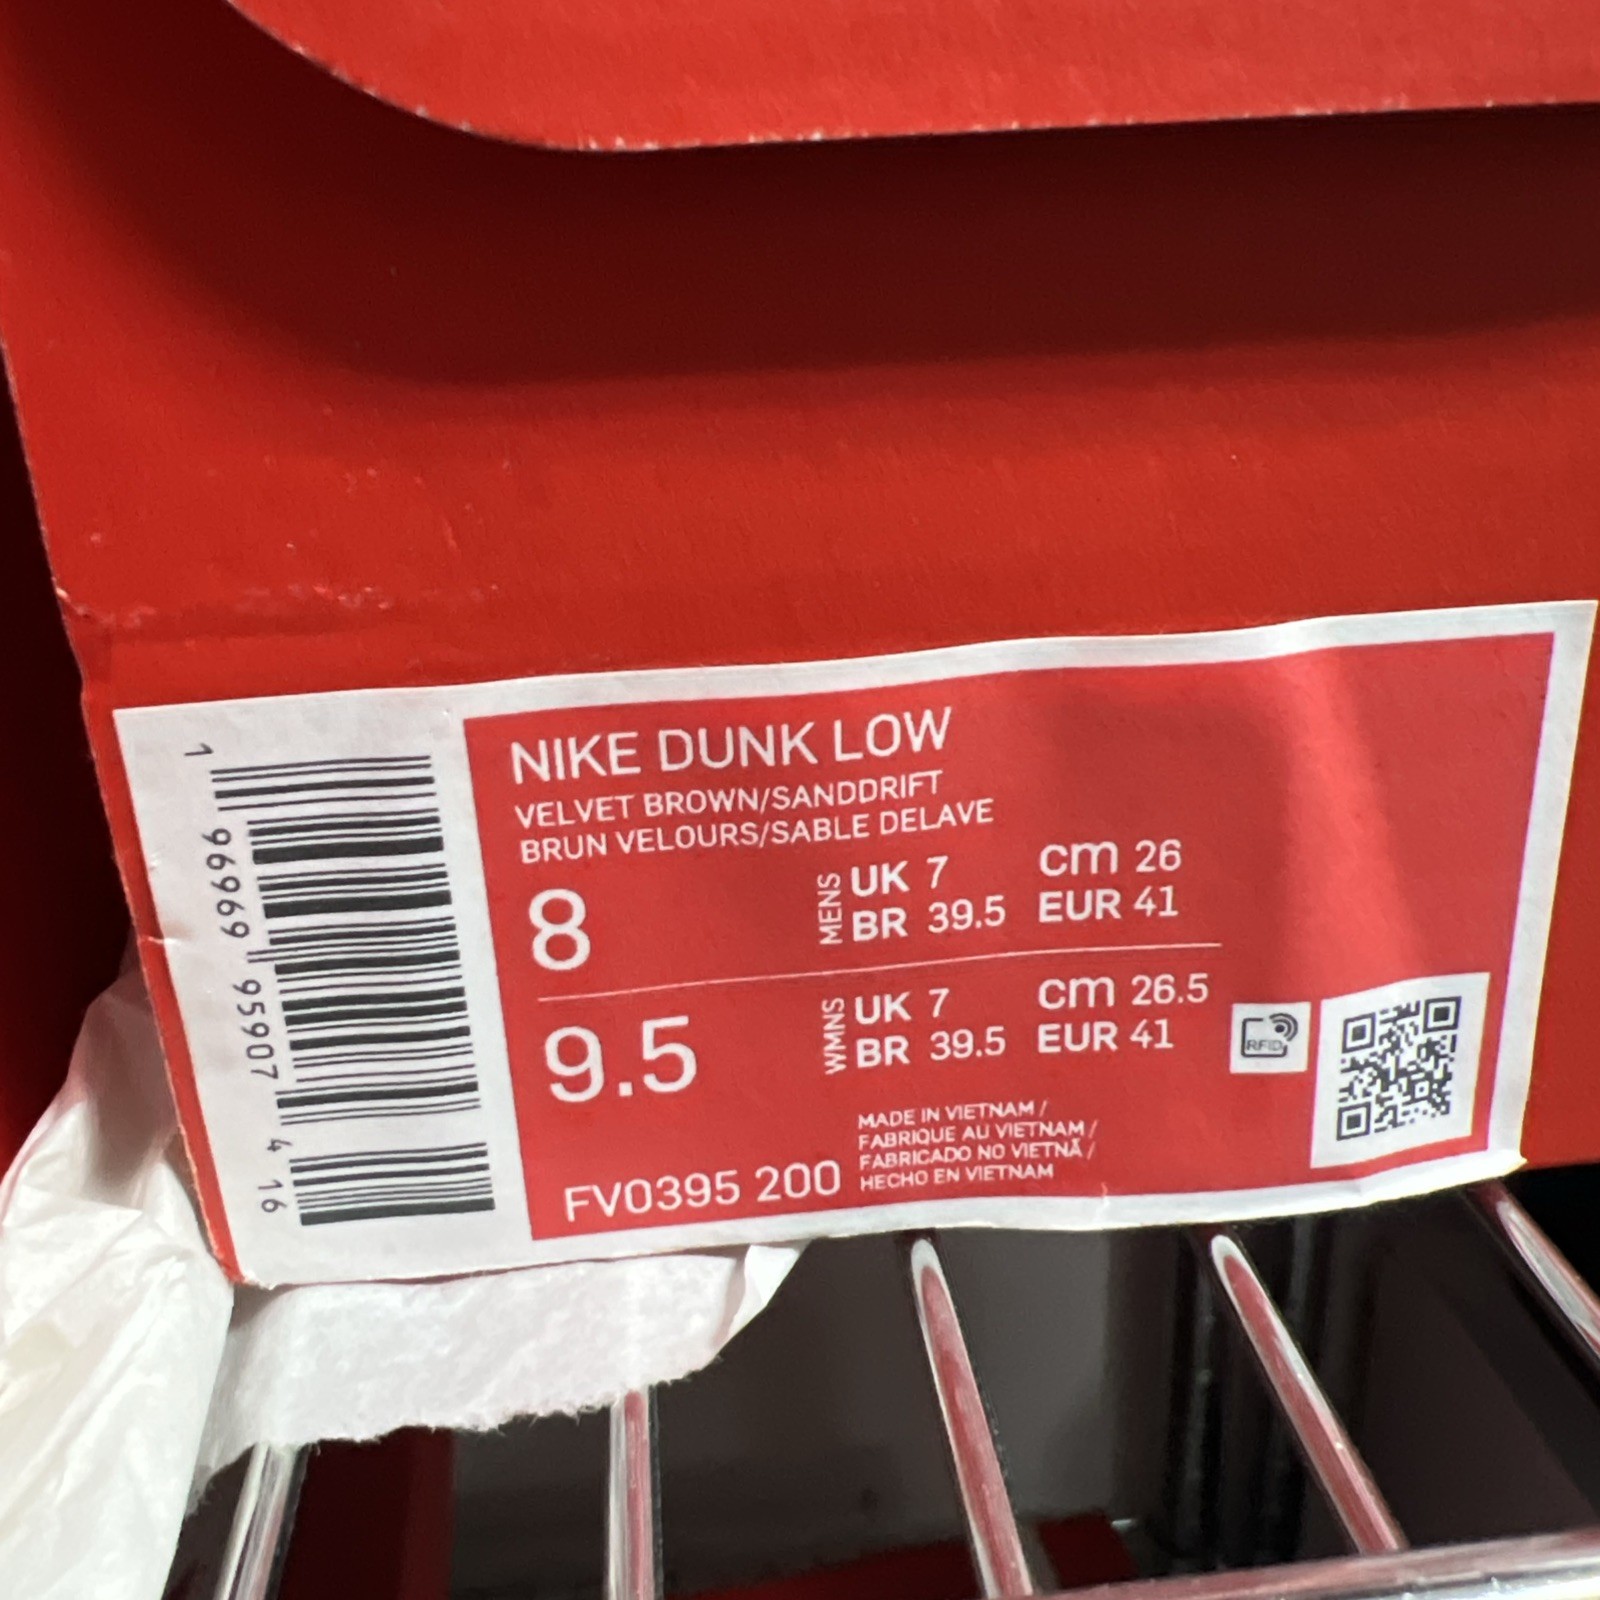 NIKE DUNK LOW
VELVET BROWN/SANDDRIFT
BRUN VELOURS/SABLE DELAVE
8
MENS
UK 7
cm 26
BR 39.5
EUR 41
9.5
WMNS
UK 7
cm 26.5
BR 39.5
EUR 41
RFID
MADE IN VIETNAM /
FABRIQUE AU VIETNAM /
FABRICADO NO VIETNÃ /
HECHO EN VIETNAM
FV0395 200
1 96969 95907 4 16